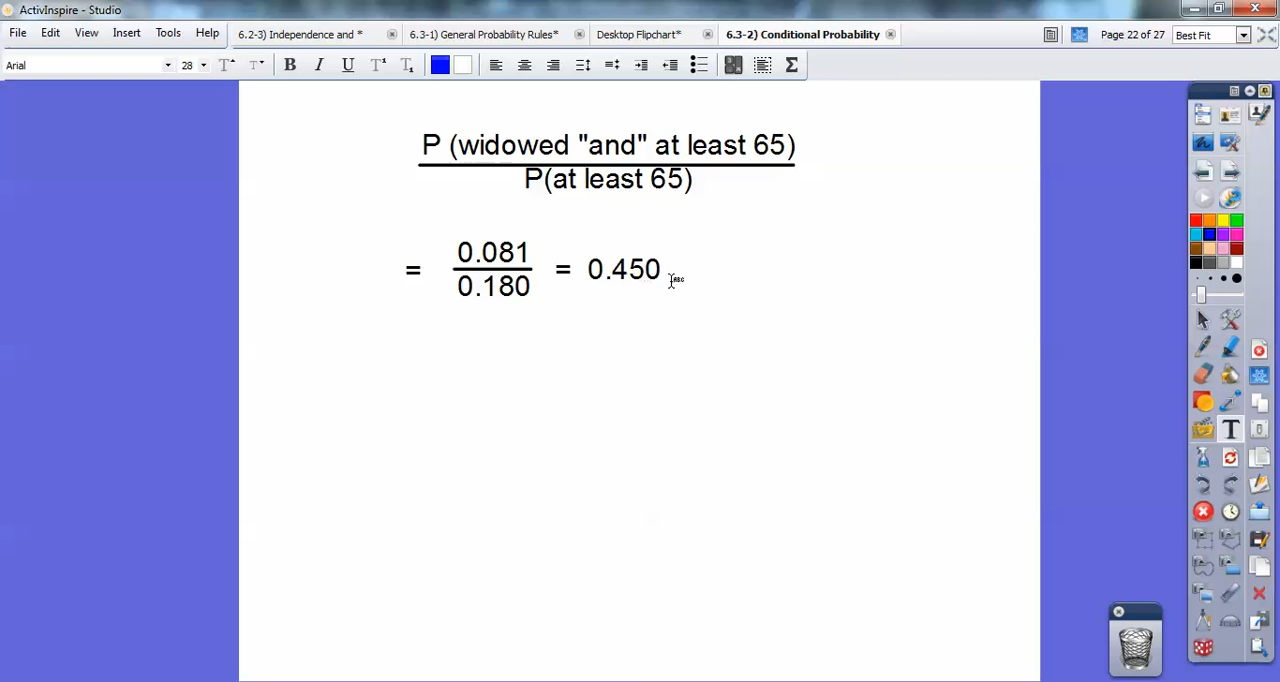 ActivInspire - Studio
File Edit View Insert Tools Help
6.2-3) Independence and *
6.3-1) General Probability Rules*
Desktop Flipchart*
6.3-2) Conditional Probability
Page 22 of 27
Best Fit
Arial
28
B I U T T
P (widowed "and" at least 65)
P(at least 65)
= 0.081
0.180
= 0.450
ABC
T